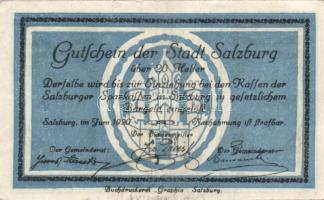 Gutschein der Stadt Salzburg
über 20 Heller
Derselbe wird bis zur Einziehung bei den Kassen der
Salzburger Sparkassen in Salzburg in gesetzlichem
Bargeld eingelöst.
Salzburg, im Juni 1920. Nachahmung ist strafbar.
Der Bürgermeister
Der Gemeinderat: Der Gemeinderat:
Buchdruckerei „Graphia“ Salzburg.